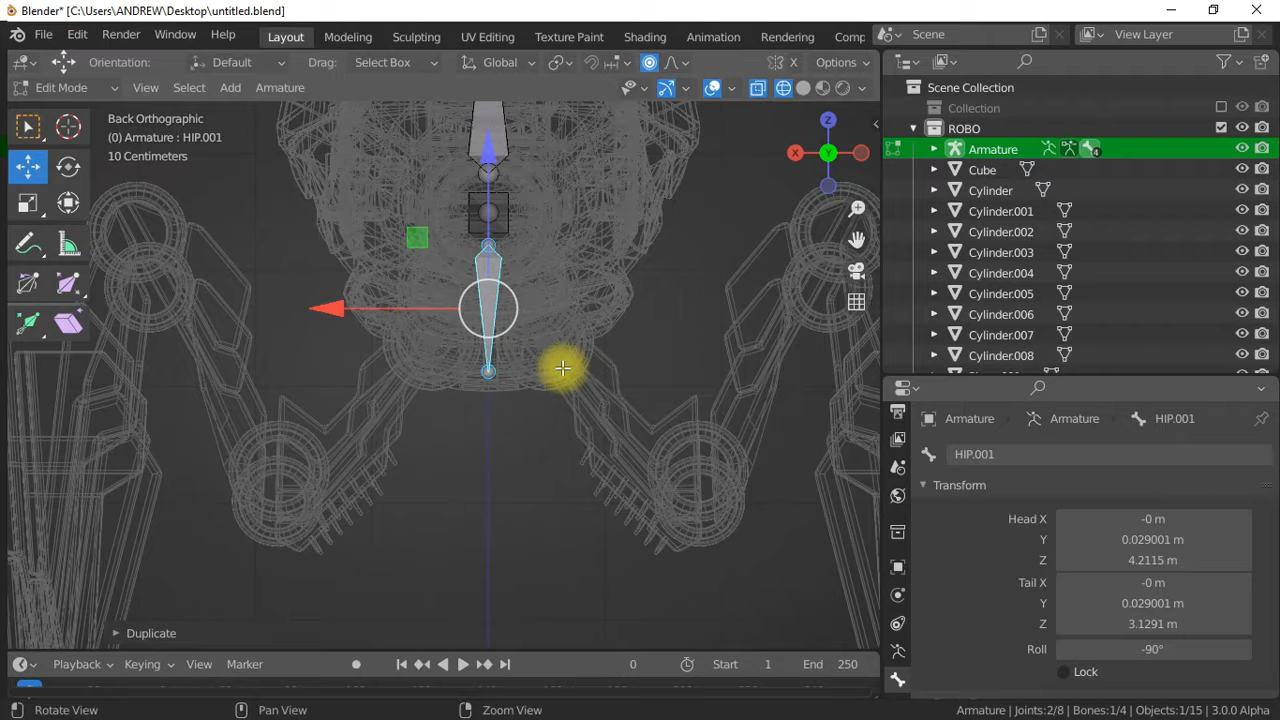 Blender* [C:\Users\ANDREW\Desktop\untitled.blend]
File Edit Render Window Help Layout Modeling Sculpting UV Editing Texture Paint Shading Animation Rendering Comp Scene View Layer
Orientation: Default Drag: Select Box Global X Options
Edit Mode View Select Add Armature
Back Orthographic
(0) Armature : HIP.001
10 Centimeters
Z
X
Y
Duplicate
Playback Keying View Marker 0 Start 1 End 250
0
Rotate View Pan View Zoom View Armature | Joints:2/8 | Bones:1/4 | Objects:1/15 | 3.0.0 Alpha
Scene Collection
Collection
ROBO
Armature 4
Cube
Cylinder
Cylinder.001
Cylinder.002
Cylinder.003
Cylinder.004
Cylinder.005
Cylinder.006
Cylinder.007
Cylinder.008
Armature Armature HIP.001
HIP.001
Transform
Head X -0 m
Y 0.029001 m
Z 4.2115 m
Tail X -0 m
Y 0.029001 m
Z 3.1291 m
Roll -90°
Lock